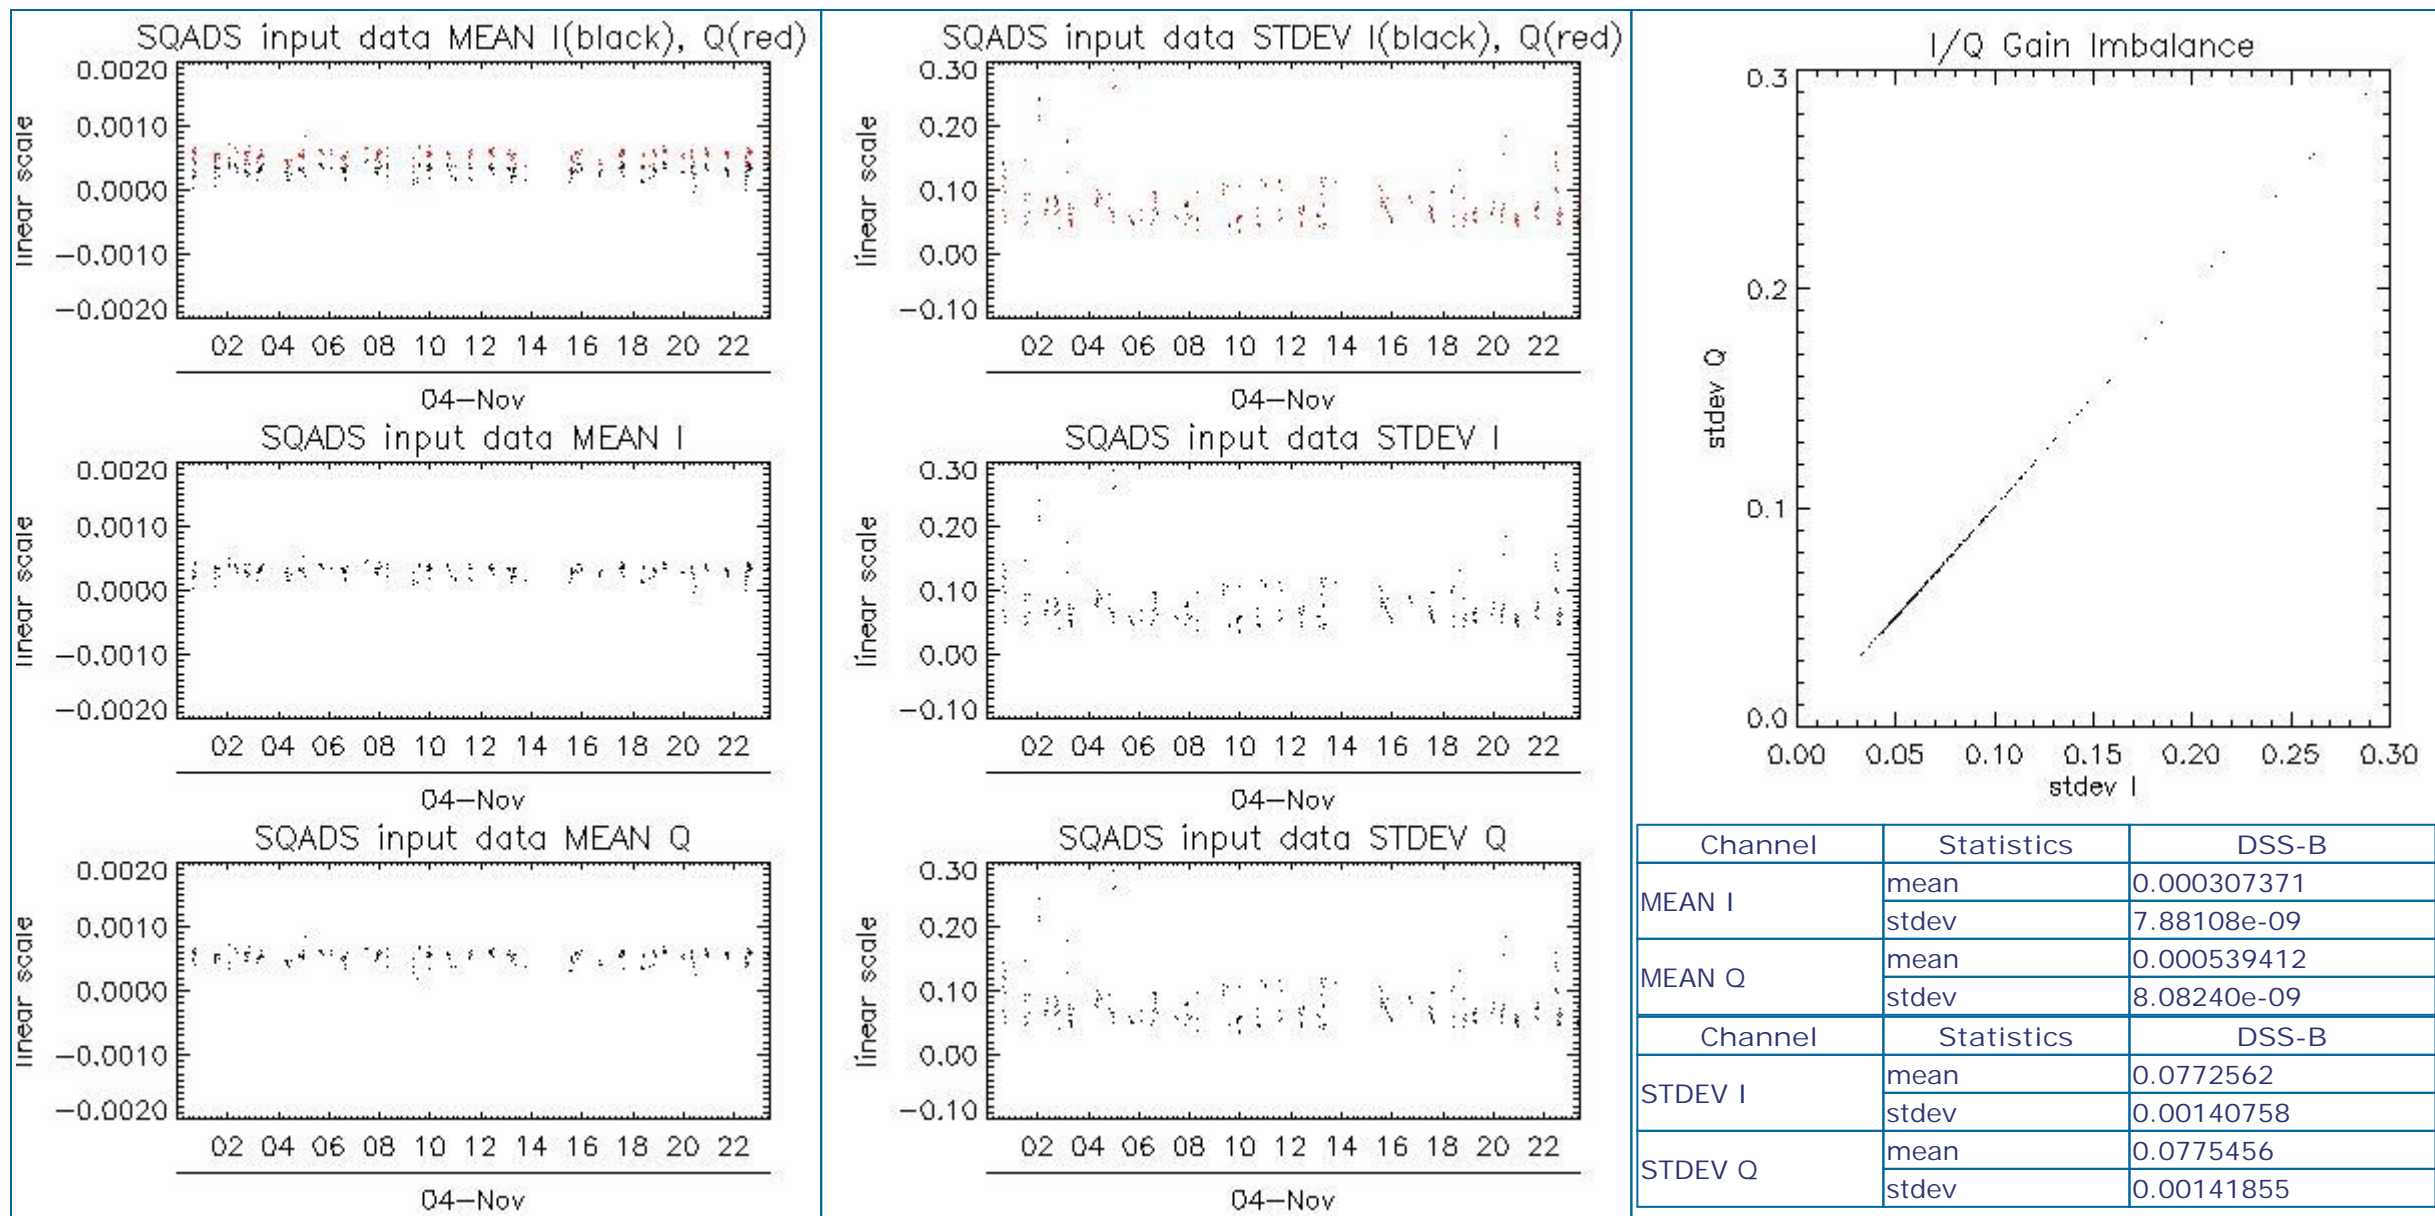 SQADS input data MEAN I(black), Q(red)
linear scale
0.0020
0.0010
0.0000
−0.0010
−0.0020
02 04 06 08 10 12 14 16 18 20 22
04−Nov
SQADS input data MEAN I
linear scale
0.0020
0.0010
0.0000
−0.0010
−0.0020
02 04 06 08 10 12 14 16 18 20 22
04−Nov
SQADS input data MEAN Q
linear scale
0.0020
0.0010
0.0000
−0.0010
−0.0020
02 04 06 08 10 12 14 16 18 20 22
04−Nov
SQADS input data STDEV I(black), Q(red)
linear scale
0.30
0.20
0.10
0.00
−0.10
02 04 06 08 10 12 14 16 18 20 22
04−Nov
SQADS input data STDEV I
linear scale
0.30
0.20
0.10
0.00
−0.10
02 04 06 08 10 12 14 16 18 20 22
04−Nov
SQADS input data STDEV Q
linear scale
0.30
0.20
0.10
0.00
−0.10
02 04 06 08 10 12 14 16 18 20 22
04−Nov
I/Q Gain Imbalance
stdev Q
0.3
0.2
0.1
0.0
0.00 0.05 0.10 0.15 0.20 0.25 0.30
stdev I
Channel Statistics DSS-B
MEAN I mean 0.000307371
stdev 7.88108e-09
MEAN Q mean 0.000539412
stdev 8.08240e-09
Channel Statistics DSS-B
STDEV I mean 0.0772562
stdev 0.00140758
STDEV Q mean 0.0775456
stdev 0.00141855